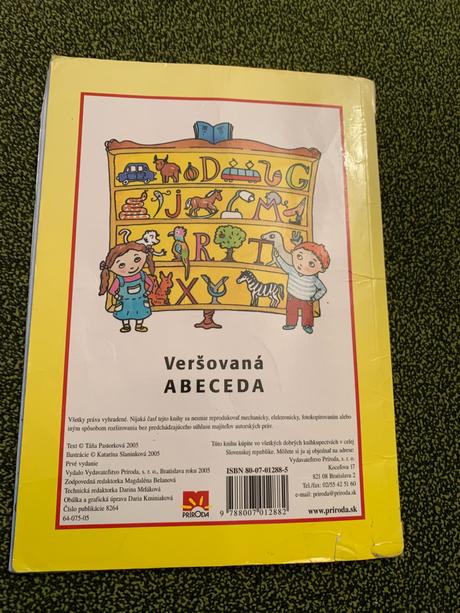 D G
J M
R T
X Y
Veršovaná
ABECEDA
Všetky práva vyhradené. Nijaká časť tejto knihy sa nesmie reprodukovať mechanicky, elektronicky, fotokopírovaním alebo
iným spôsobom rozširovania bez predchádzajúceho súhlasu majiteľov autorských práv.
Text © Táňa Pastorková 2005
Ilustrácie © Katarína Slaninková 2005
Prvé vydanie
Vydalo Vydavateľstvo Príroda, s. r. o., Bratislava roku 2005
Zodpovedná redaktorka Magdaléna Belanová
Technická redaktorka Darina Mrláková
Obálka a grafická úprava Daria Kminiaková
Číslo publikácie 8264
64-075-05
PRÍRODA
Túto knihu kúpite vo všetkých dobrých kníhkupectvách v celej
Slovenskej republike. Môžete si ju objednať na adrese:
Vydavateľstvo Príroda, s. r. o.
Koceľova 17
821 08 Bratislava 2
Tel./fax: 02/55 42 51 60
e-mail: priroda@priroda.sk
www.priroda.sk
ISBN 80-07-01288-5
9 788007 012882